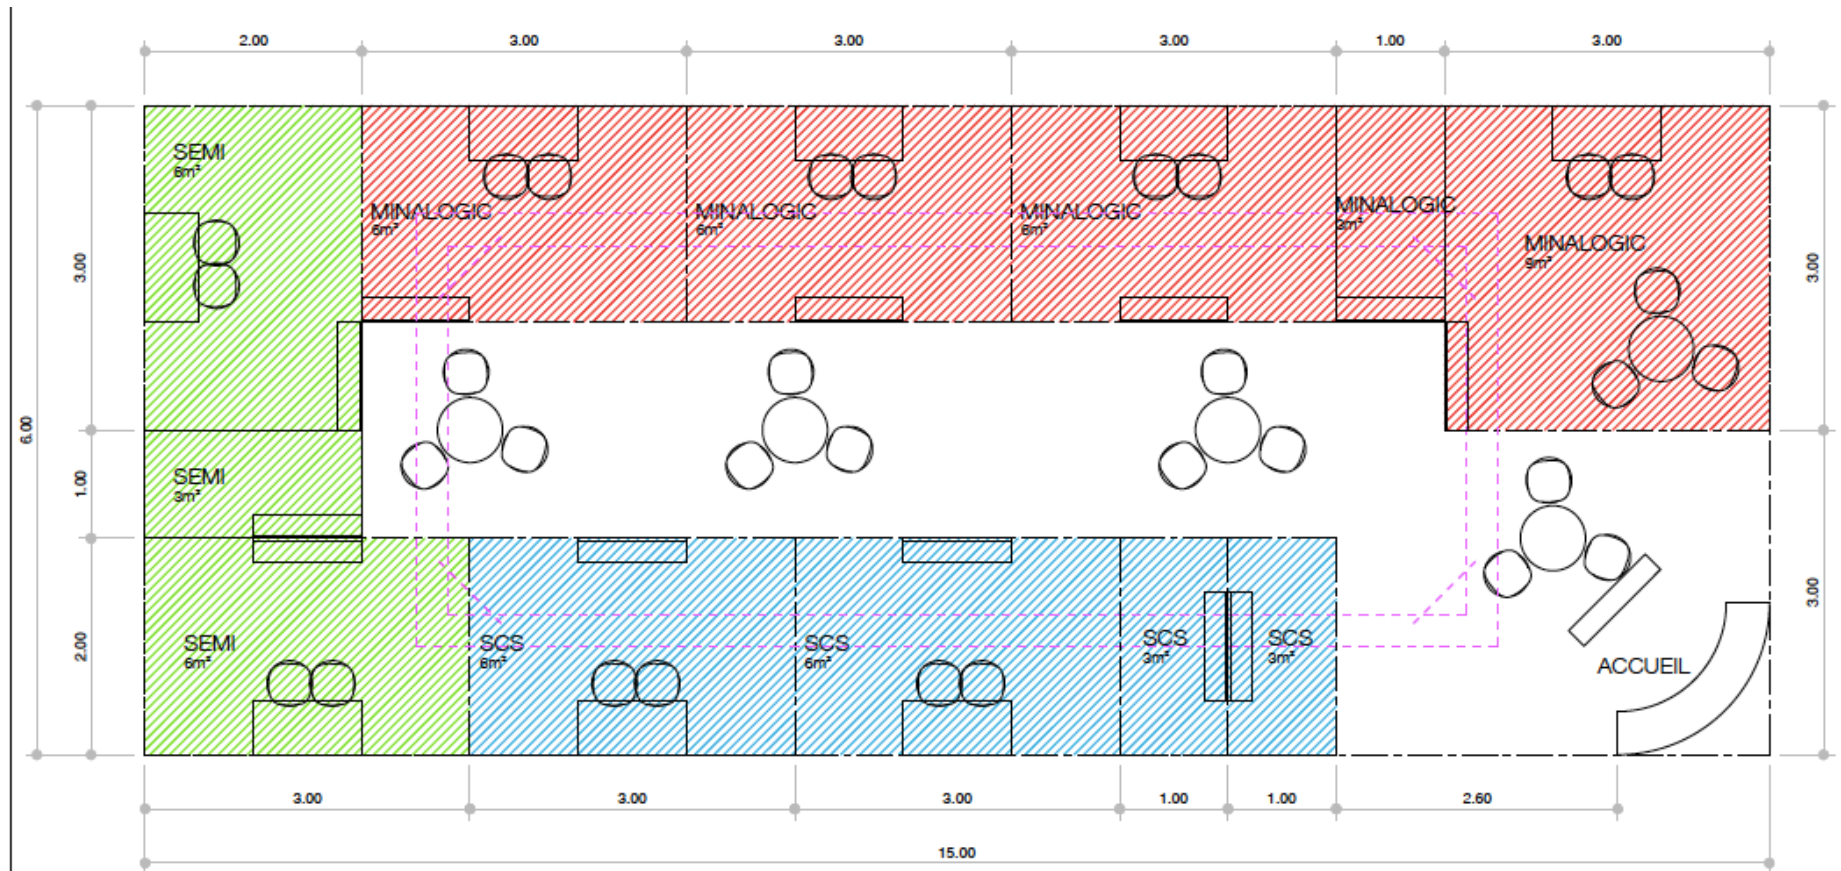 2.00 3.00 3.00 3.00 1.00 3.00
SEMI
6m²
MINALOGIC
6m²
MINALOGIC
6m²
MINALOGIC
6m²
MINALOGIC
3m²
MINALOGIC
9m²
3.00
3.00
6.00
SEMI
3m²
1.00
3.00
2.00
SEMI
6m²
SCS
6m²
SCS
6m²
SCS
3m²
SCS
3m²
ACCUEIL
3.00 3.00 3.00 1.00 1.00 2.60
15.00